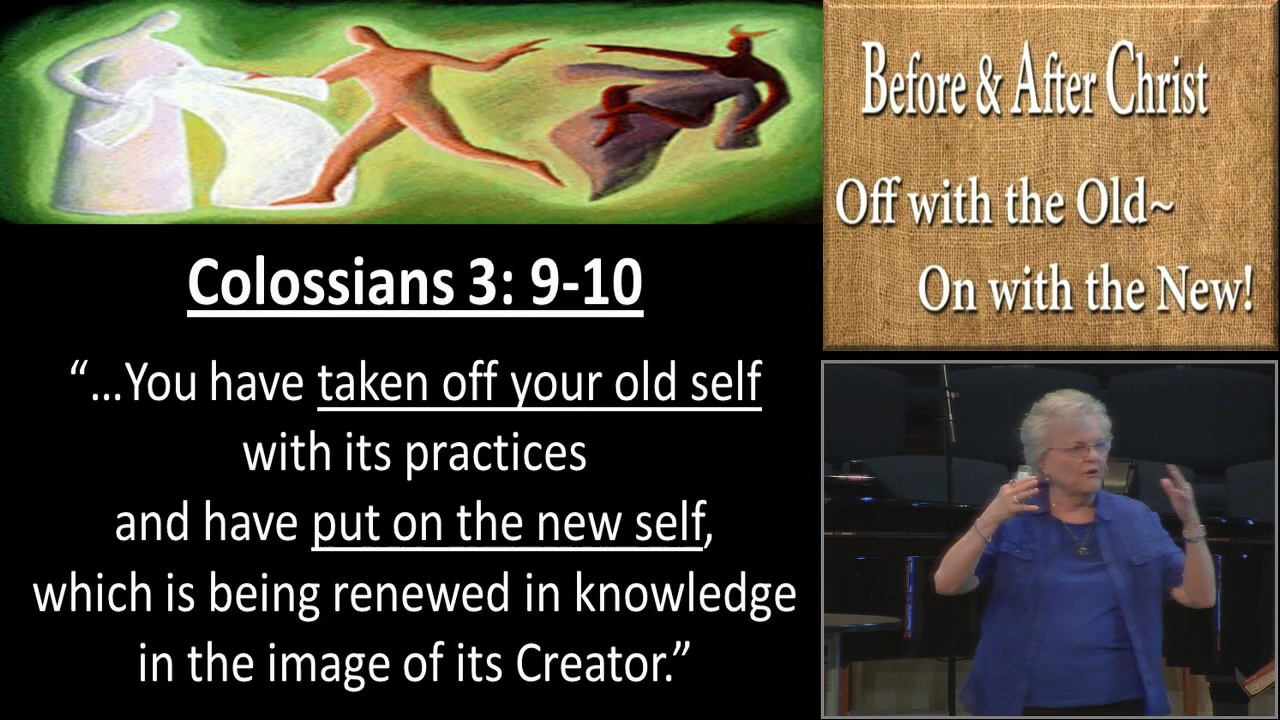 Colossians 3: 9-10
“...You have taken off your old self
with its practices
and have put on the new self,
which is being renewed in knowledge
in the image of its Creator.”
Before & After Christ
Off with the Old~
On with the New!